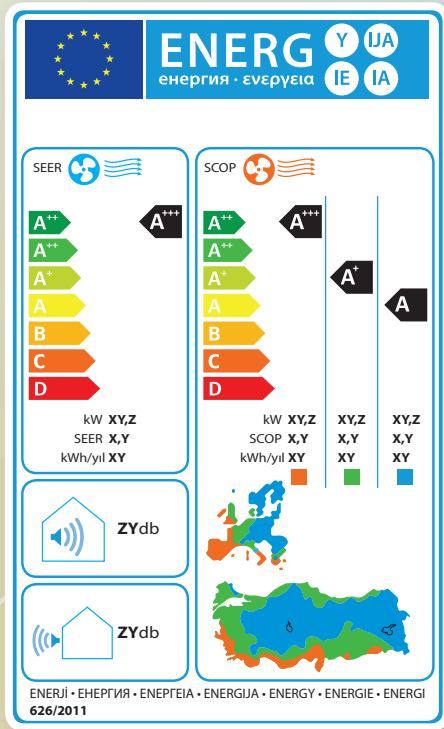 ENERG Y IJA
енергия · ενεργεια IE IA
SEER
A++ A+++
A++
A+
A
B
C
D
kW XY,Z
SEER X,Y
kWh/yıl XY
SCOP
A++ A+++
A++
A+ A+
A A
B
C
D
kW XY,Z XY,Z XY,Z
SCOP X,Y X,Y X,Y
kWh/yıl XY XY XY
ZYdb
ZYdb
ENERJİ · ЕНЕРГИЯ · ΕΝΕΡΓΕΙΑ · ENERGIJA · ENERGY · ENERGIE · ENERGI
626/2011